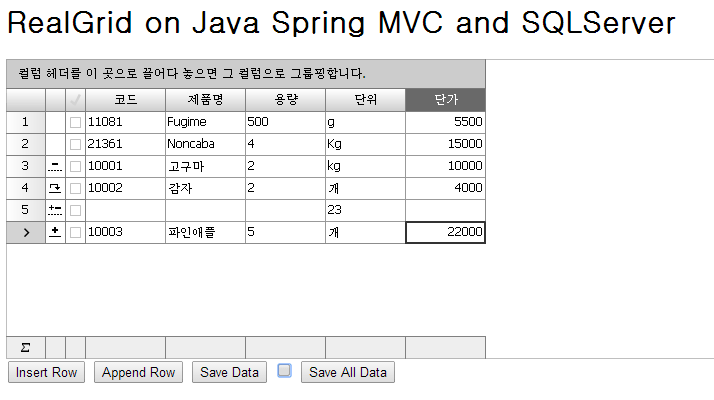 RealGrid on Java Spring MVC and SQLServer
컬럼 헤더를 이 곳으로 끌어다 놓으면 그 컬럼으로 그룹핑합니다.
코드 제품명 용량 단위 단가
1 11081 Fugime 500 g 5500
2 21361 Noncaba 4 Kg 15000
3 10001 고구마 2 kg 10000
4 10002 감자 2 개 4000
5 23
10003 파인애플 5 개 22000
Σ
Insert Row Append Row Save Data Save All Data